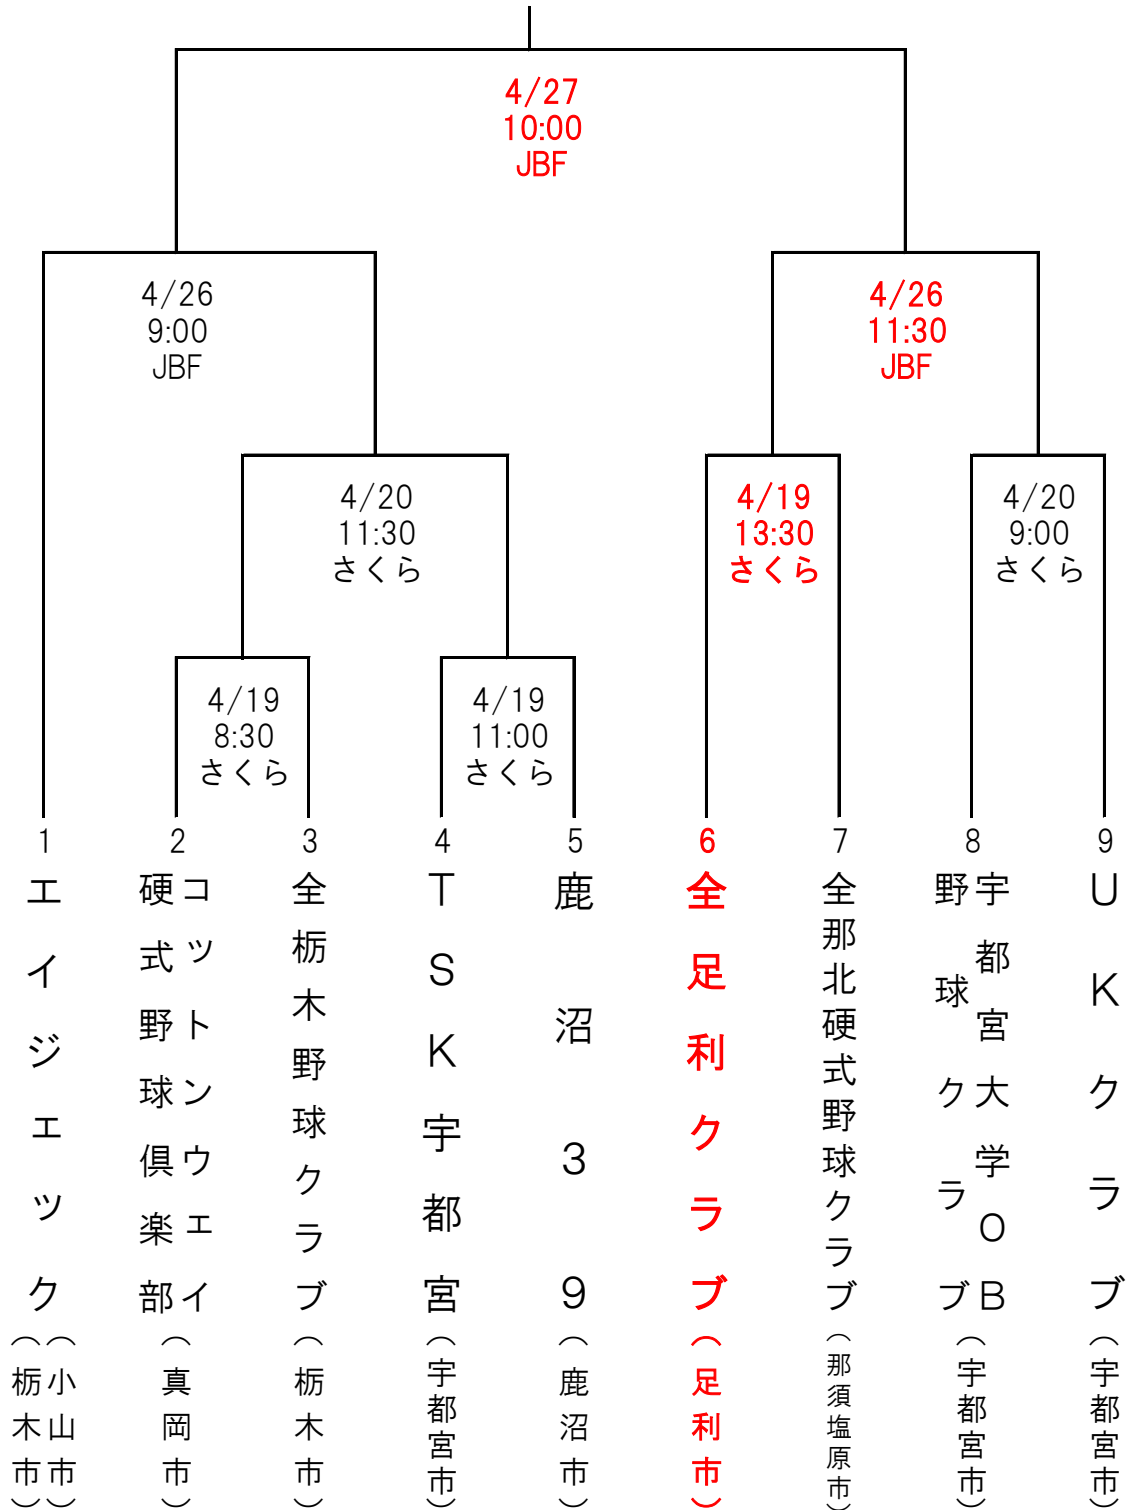 4/27
10:00
JBF
4/26
9:00
JBF
4/26
11:30
JBF
4/20
11:30
さくら
4/19
13:30
さくら
4/20
9:00
さくら
4/19
8:30
さくら
4/19
11:00
さくら
1
エイジェック
（小山市）
（栃木市）
2
コットンウェイ
硬式野球倶楽部
（真岡市）
3
全栃木野球クラブ
（栃木市）
4
TSK宇都宮
（宇都宮市）
5
鹿沼39
（鹿沼市）
6
全足利クラブ
（足利市）
7
全那北硬式野球クラブ
（那須塩原市）
8
宇都宮大学OB
野球クラブ
（宇都宮市）
9
UKクラブ
（宇都宮市）